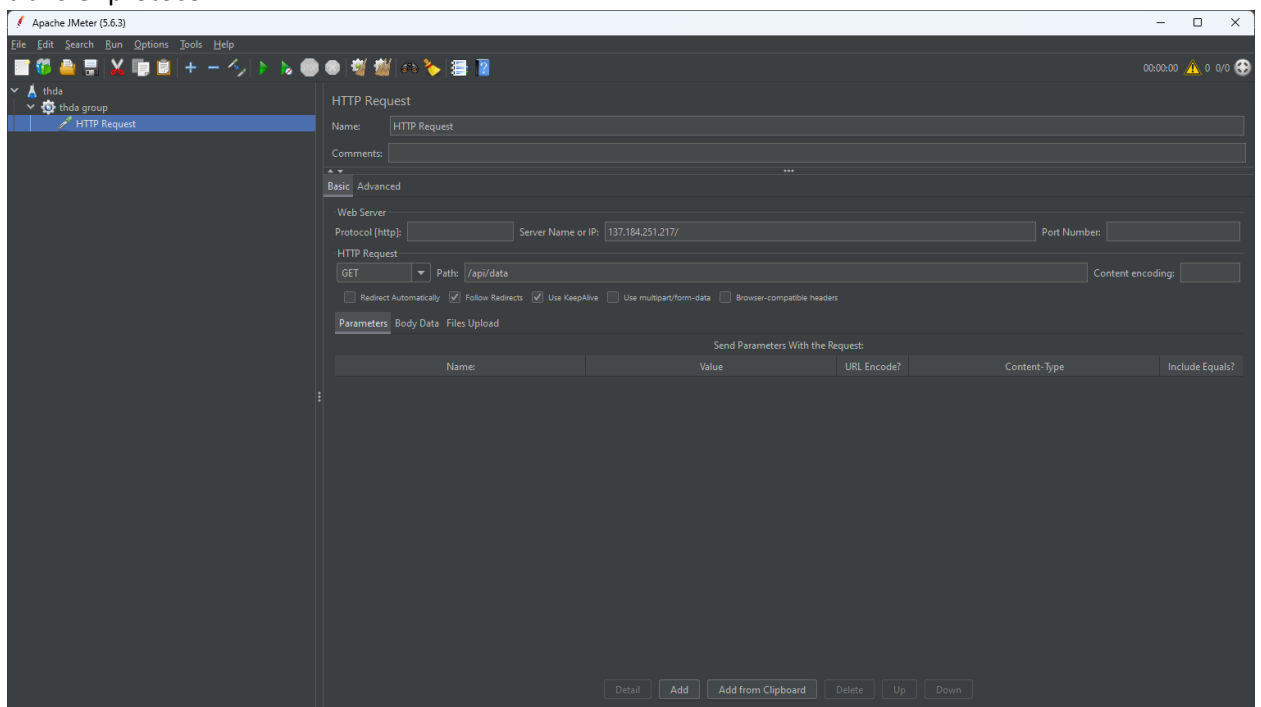 Apache JMeter (5.6.3)
File Edit Search Run Options Tools Help
00:00:00 0 0/0
thda
thda group
HTTP Request
HTTP Request
Name: HTTP Request
Comments:
Basic Advanced
Web Server
Protocol [http]: Server Name or IP: 137.184.251.217/ Port Number:
HTTP Request
GET Path: /api/data Content encoding:
Redirect Automatically Follow Redirects Use KeepAlive Use multipart/form-data Browser-compatible headers
Parameters Body Data Files Upload
Send Parameters With the Request:
Name: Value URL Encode? Content-Type Include Equals?
Detail Add Add from Clipboard Delete Up Down